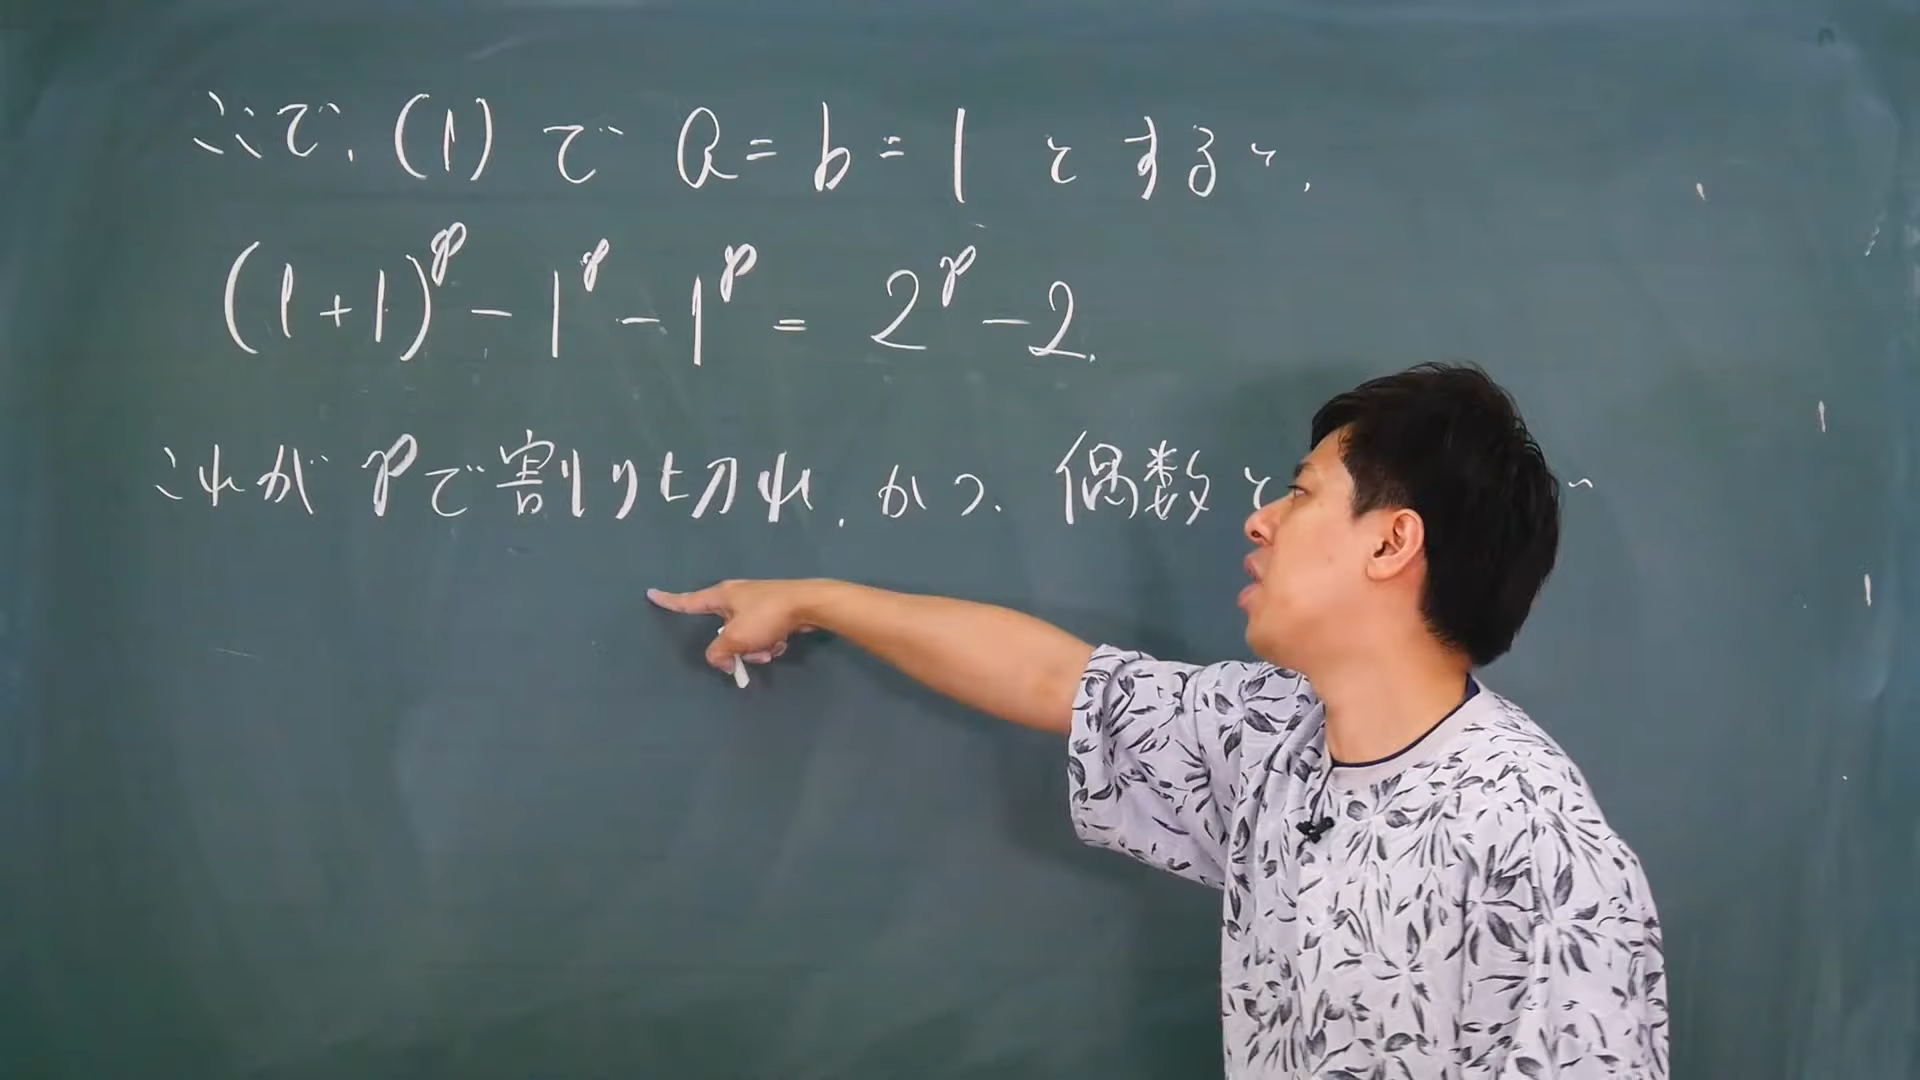 ここで、(1) で a = b = 1 とすると、
(1+1)^p - 1^p - 1^p = 2^p - 2.
これが p で割り切れ、かつ、偶数と